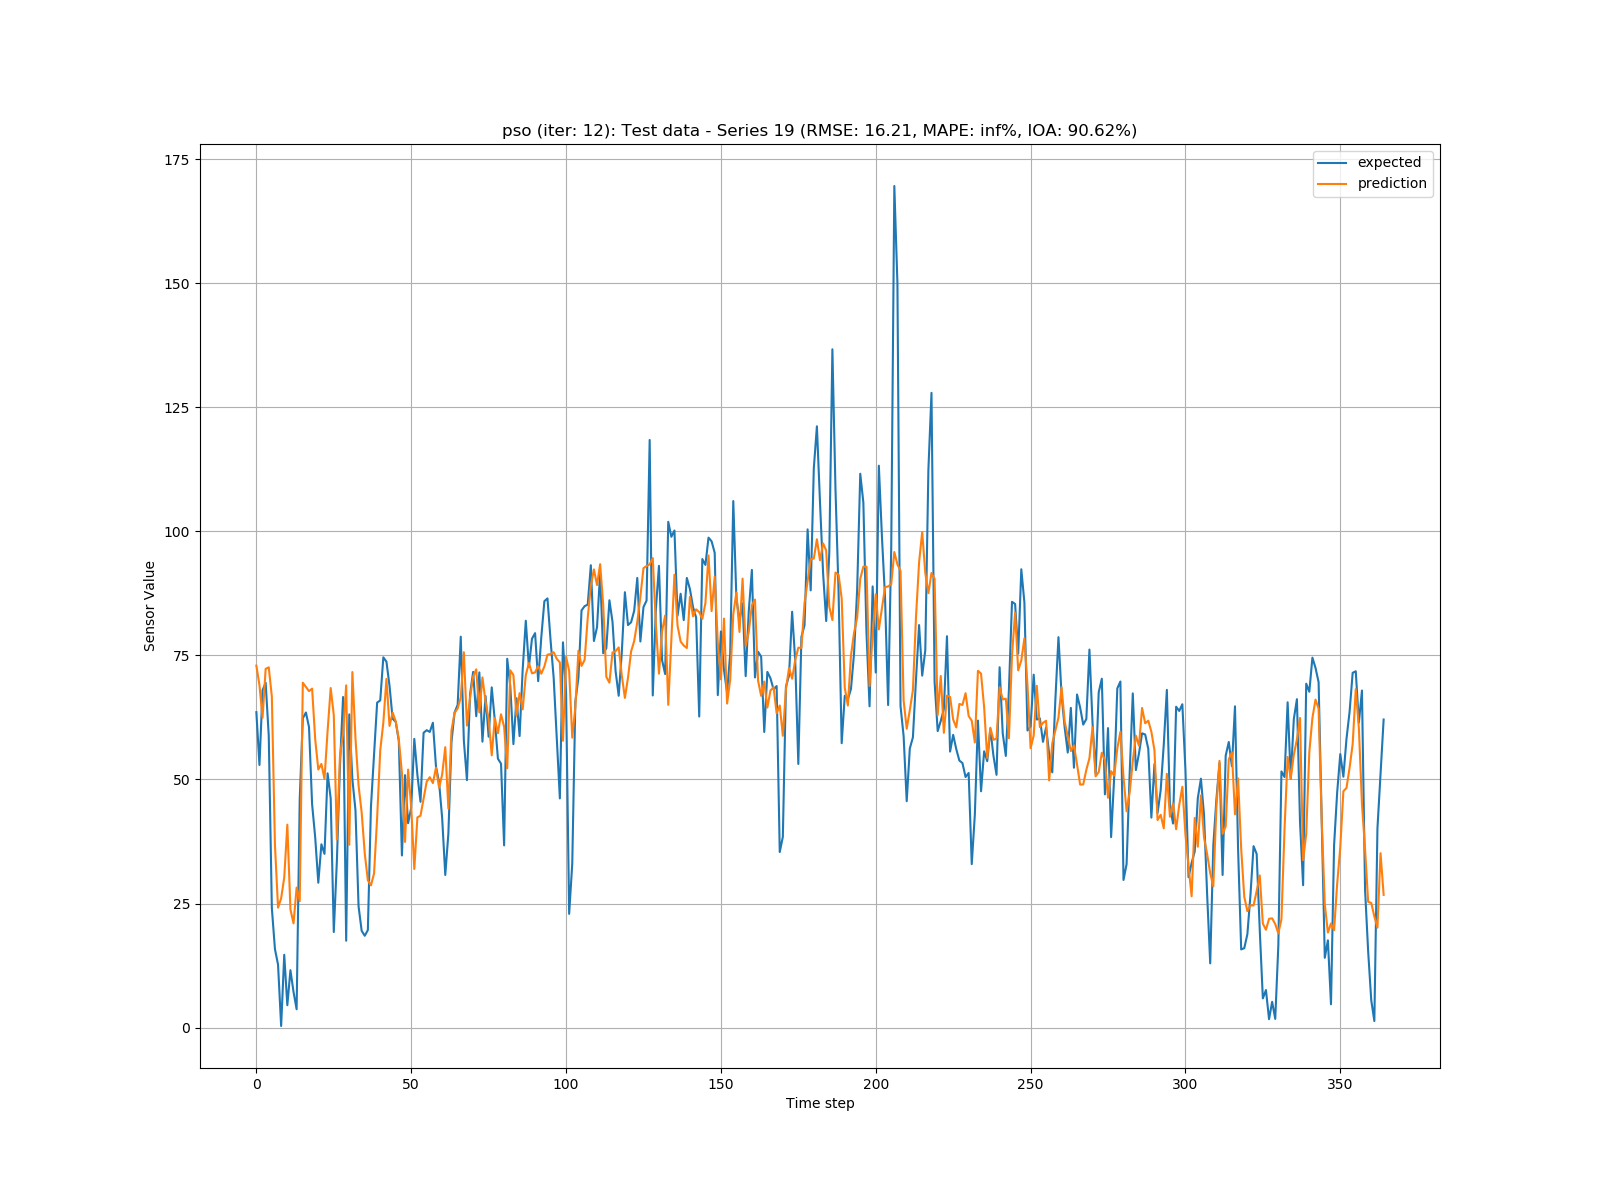 pso (iter: 12): Test data - Series 19 (RMSE: 16.21, MAPE: inf%, IOA: 90.62%)
expected
prediction
175
150
125
100
75
50
25
0
Sensor Value
0 50 100 150 200 250 300 350
Time step